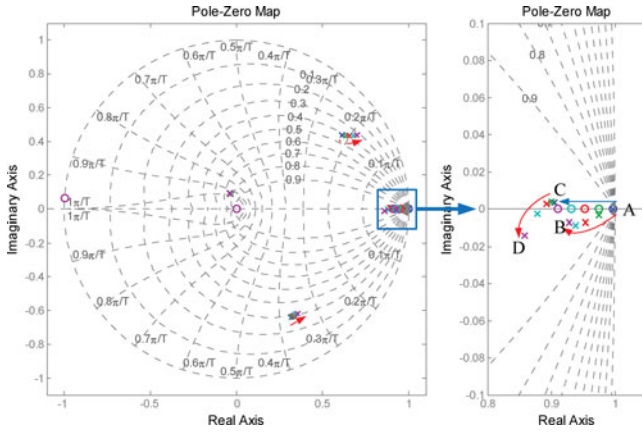 Pole-Zero Map
1
0.8
0.6
0.4
0.2
0
-0.2
-0.4
-0.6
-0.8
-1
-1
-0.5
0
0.5
1
Imaginary Axis
Real Axis
0.5π/T
0.6π/T
0.4π/T
0.7π/T
0.3π/T
0.8π/T
0.2π/T
0.9π/T
0.1π/T
1π/T
1π/T
0.9π/T
0.1π/T
0.8π/T
0.2π/T
0.7π/T
0.3π/T
0.6π/T
0.4π/T
0.5π/T
0.2
0.3
0.4
0.5
0.6
0.7
0.8
0.9
Pole-Zero Map
0.1
0.08
0.06
0.04
0.02
0
-0.02
-0.04
-0.06
-0.08
-0.1
0.8
0.9
1
Imaginary Axis
Real Axis
0.8
0.9
C
A
B
D